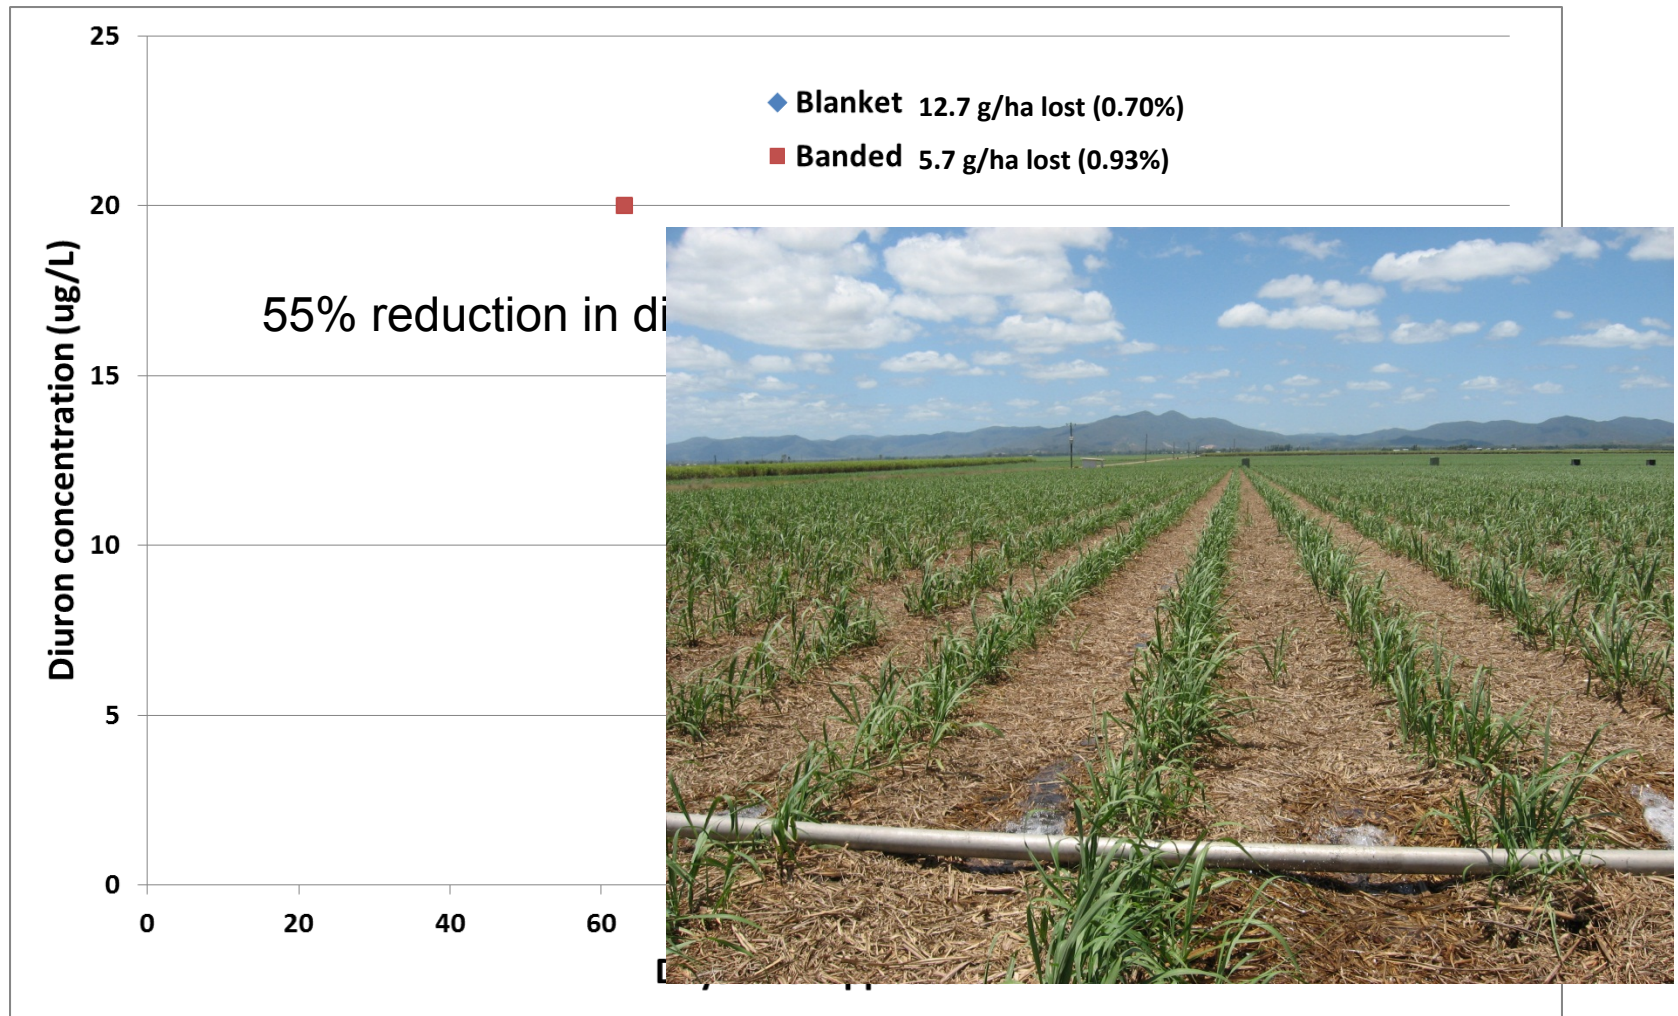 25
Blanket 12.7 g/ha lost (0.70%)
Banded 5.7 g/ha lost (0.93%)
20
55% reduction in di
15
10
5
0
0 20 40 60
Diuron concentration (ug/L)